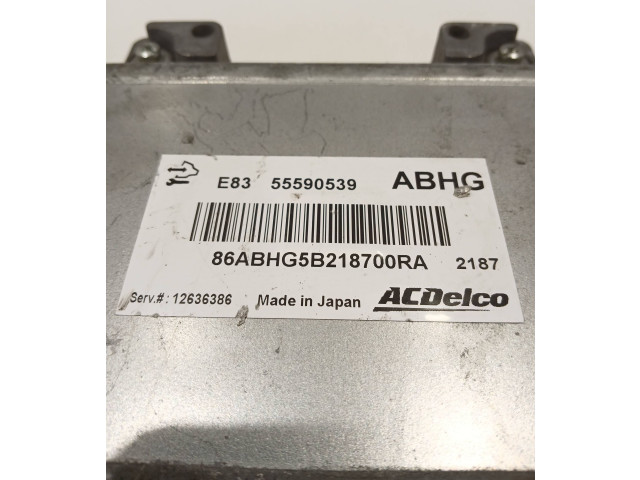 E83 55590539 ABHG
86ABHG5B218700RA 2187
Serv.#: 12636386 Made in Japan ACDelco